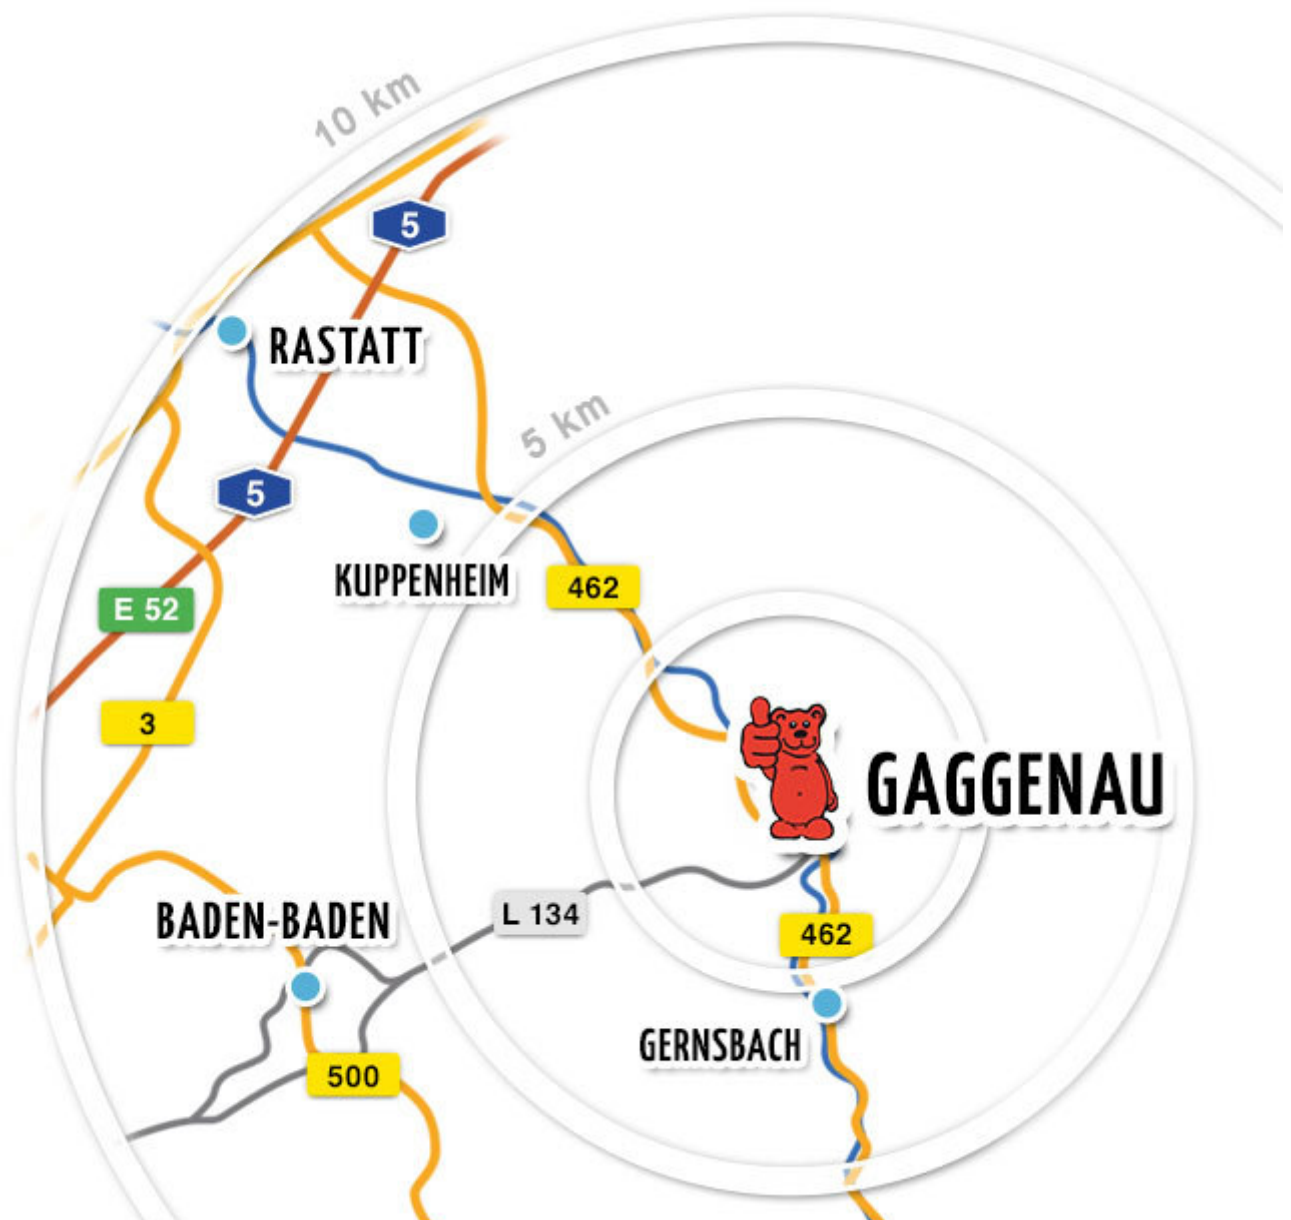 10 km
5
RASTATT
5 km
5
KUPPENHEIM
462
E 52
3
GAGGENAU
BADEN-BADEN
L 134
462
GERNSBACH
500